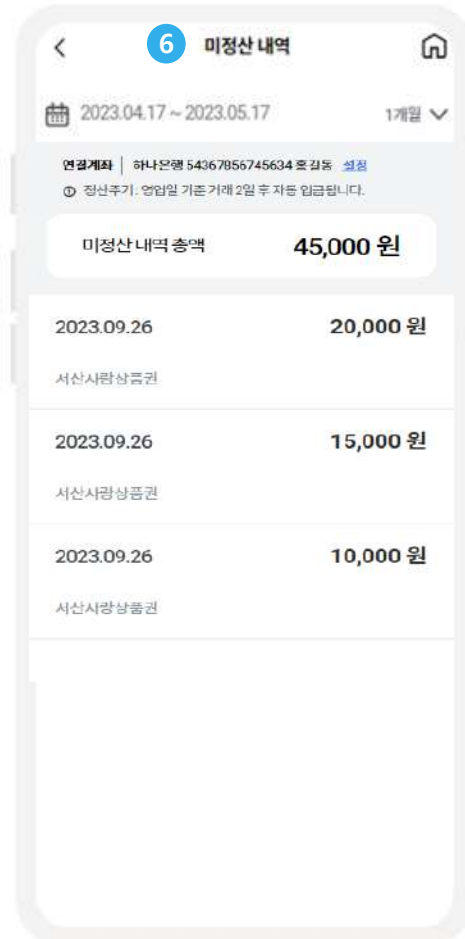 6 미정산 내역
2023.04.17 ~ 2023.05.17 1개월
연결계좌 | 하나은행 54367856745634 홍길동 설정
① 정산주기 : 영업일 기준 거래 2일 후 자동 입금됩니다.
미정산 내역 총액 45,000 원
2023.09.26 20,000 원
서산사랑상품권
2023.09.26 15,000 원
서산사랑상품권
2023.09.26 10,000 원
서산사랑상품권